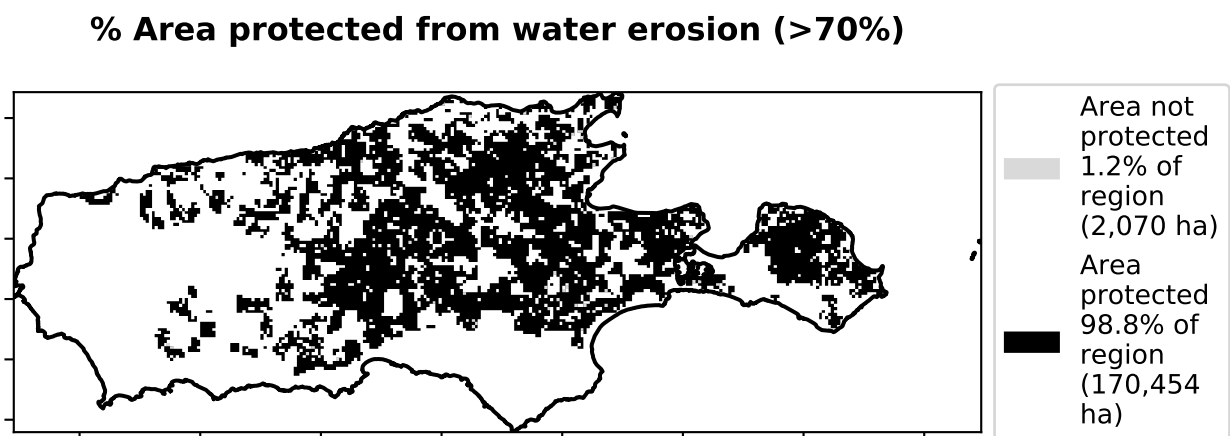 % Area protected from water erosion (>70%)
Area not
protected
1.2% of
region
(2,070 ha)
Area
protected
98.8% of
region
(170,454
ha)